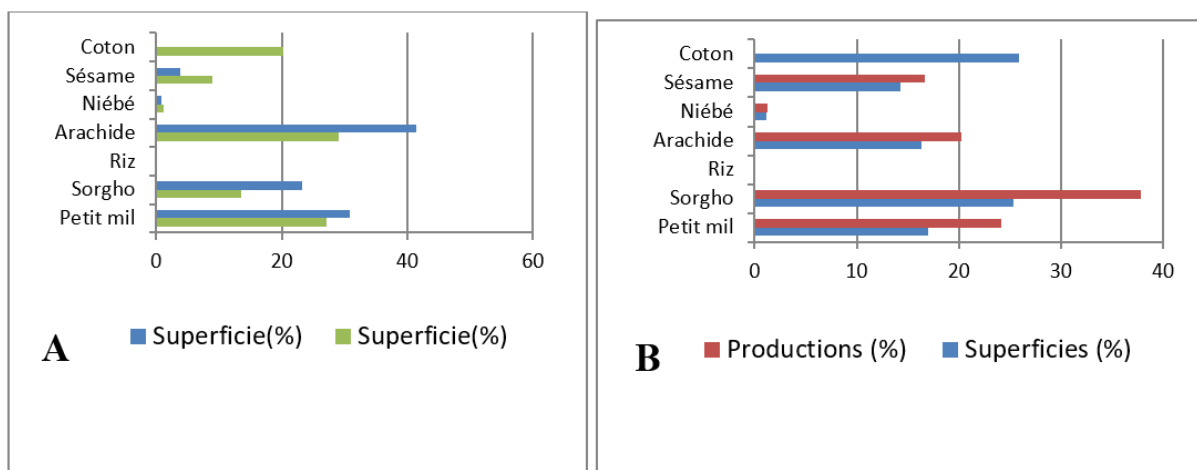 Coton
Sésame
Niébé
Arachide
Riz
Sorgho
Petit mil
0 20 40 60
Superficie(%) Superficie(%)
A
Coton
Sésame
Niébé
Arachide
Riz
Sorgho
Petit mil
0 10 20 30 40
Productions (%) Superficies (%)
B